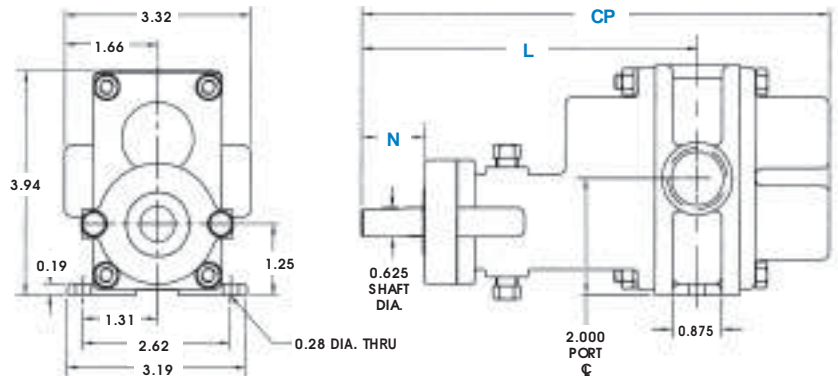 3.32
CP
1.66
L
N
3.94
0.19
1.25
0.625
SHAFT
DIA.
1.31
0.28 DIA. THRU
2.000
PORT
℄
0.875
2.62
3.19